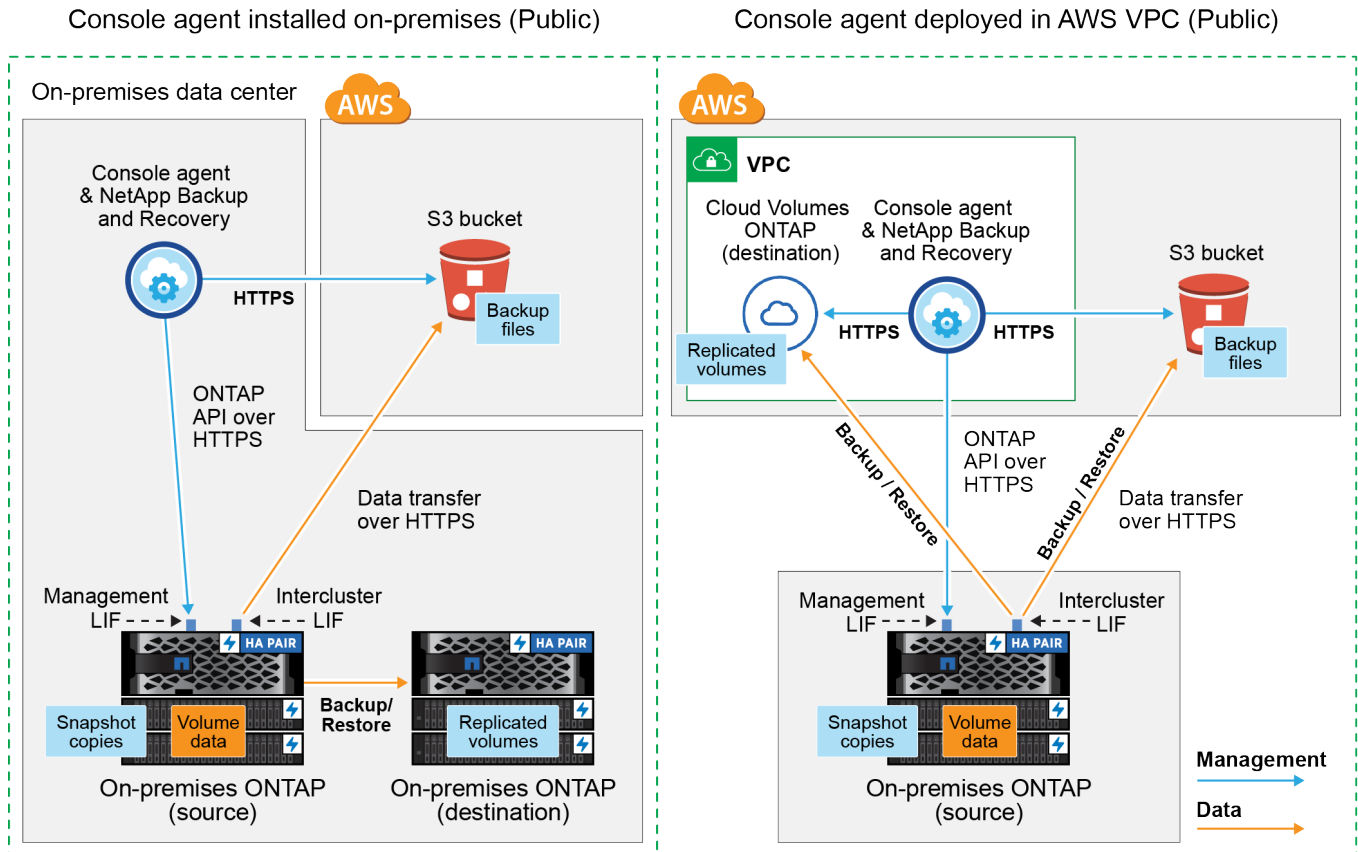 Console agent installed on-premises (Public)
On-premises data center
AWS
Console agent
& NetApp Backup
and Recovery
S3 bucket
HTTPS
Backup
files
ONTAP
API over
HTTPS
Data transfer
over HTTPS
Management
LIF
Intercluster
LIF
HA PAIR
HA PAIR
Backup/
Restore
Snapshot
copies
Volume
data
Replicated
volumes
On-premises ONTAP
(source)
On-premises ONTAP
(destination)
Console agent deployed in AWS VPC (Public)
AWS
VPC
Cloud Volumes
ONTAP
(destination)
Console agent
& NetApp Backup
and Recovery
S3 bucket
HTTPS
HTTPS
Replicated
volumes
Backup
files
Backup / Restore
ONTAP
API over
HTTPS
Backup / Restore
Data transfer
over HTTPS
Management
LIF
Intercluster
LIF
HA PAIR
Snapshot
copies
Volume
data
On-premises ONTAP
(source)
Management
Data